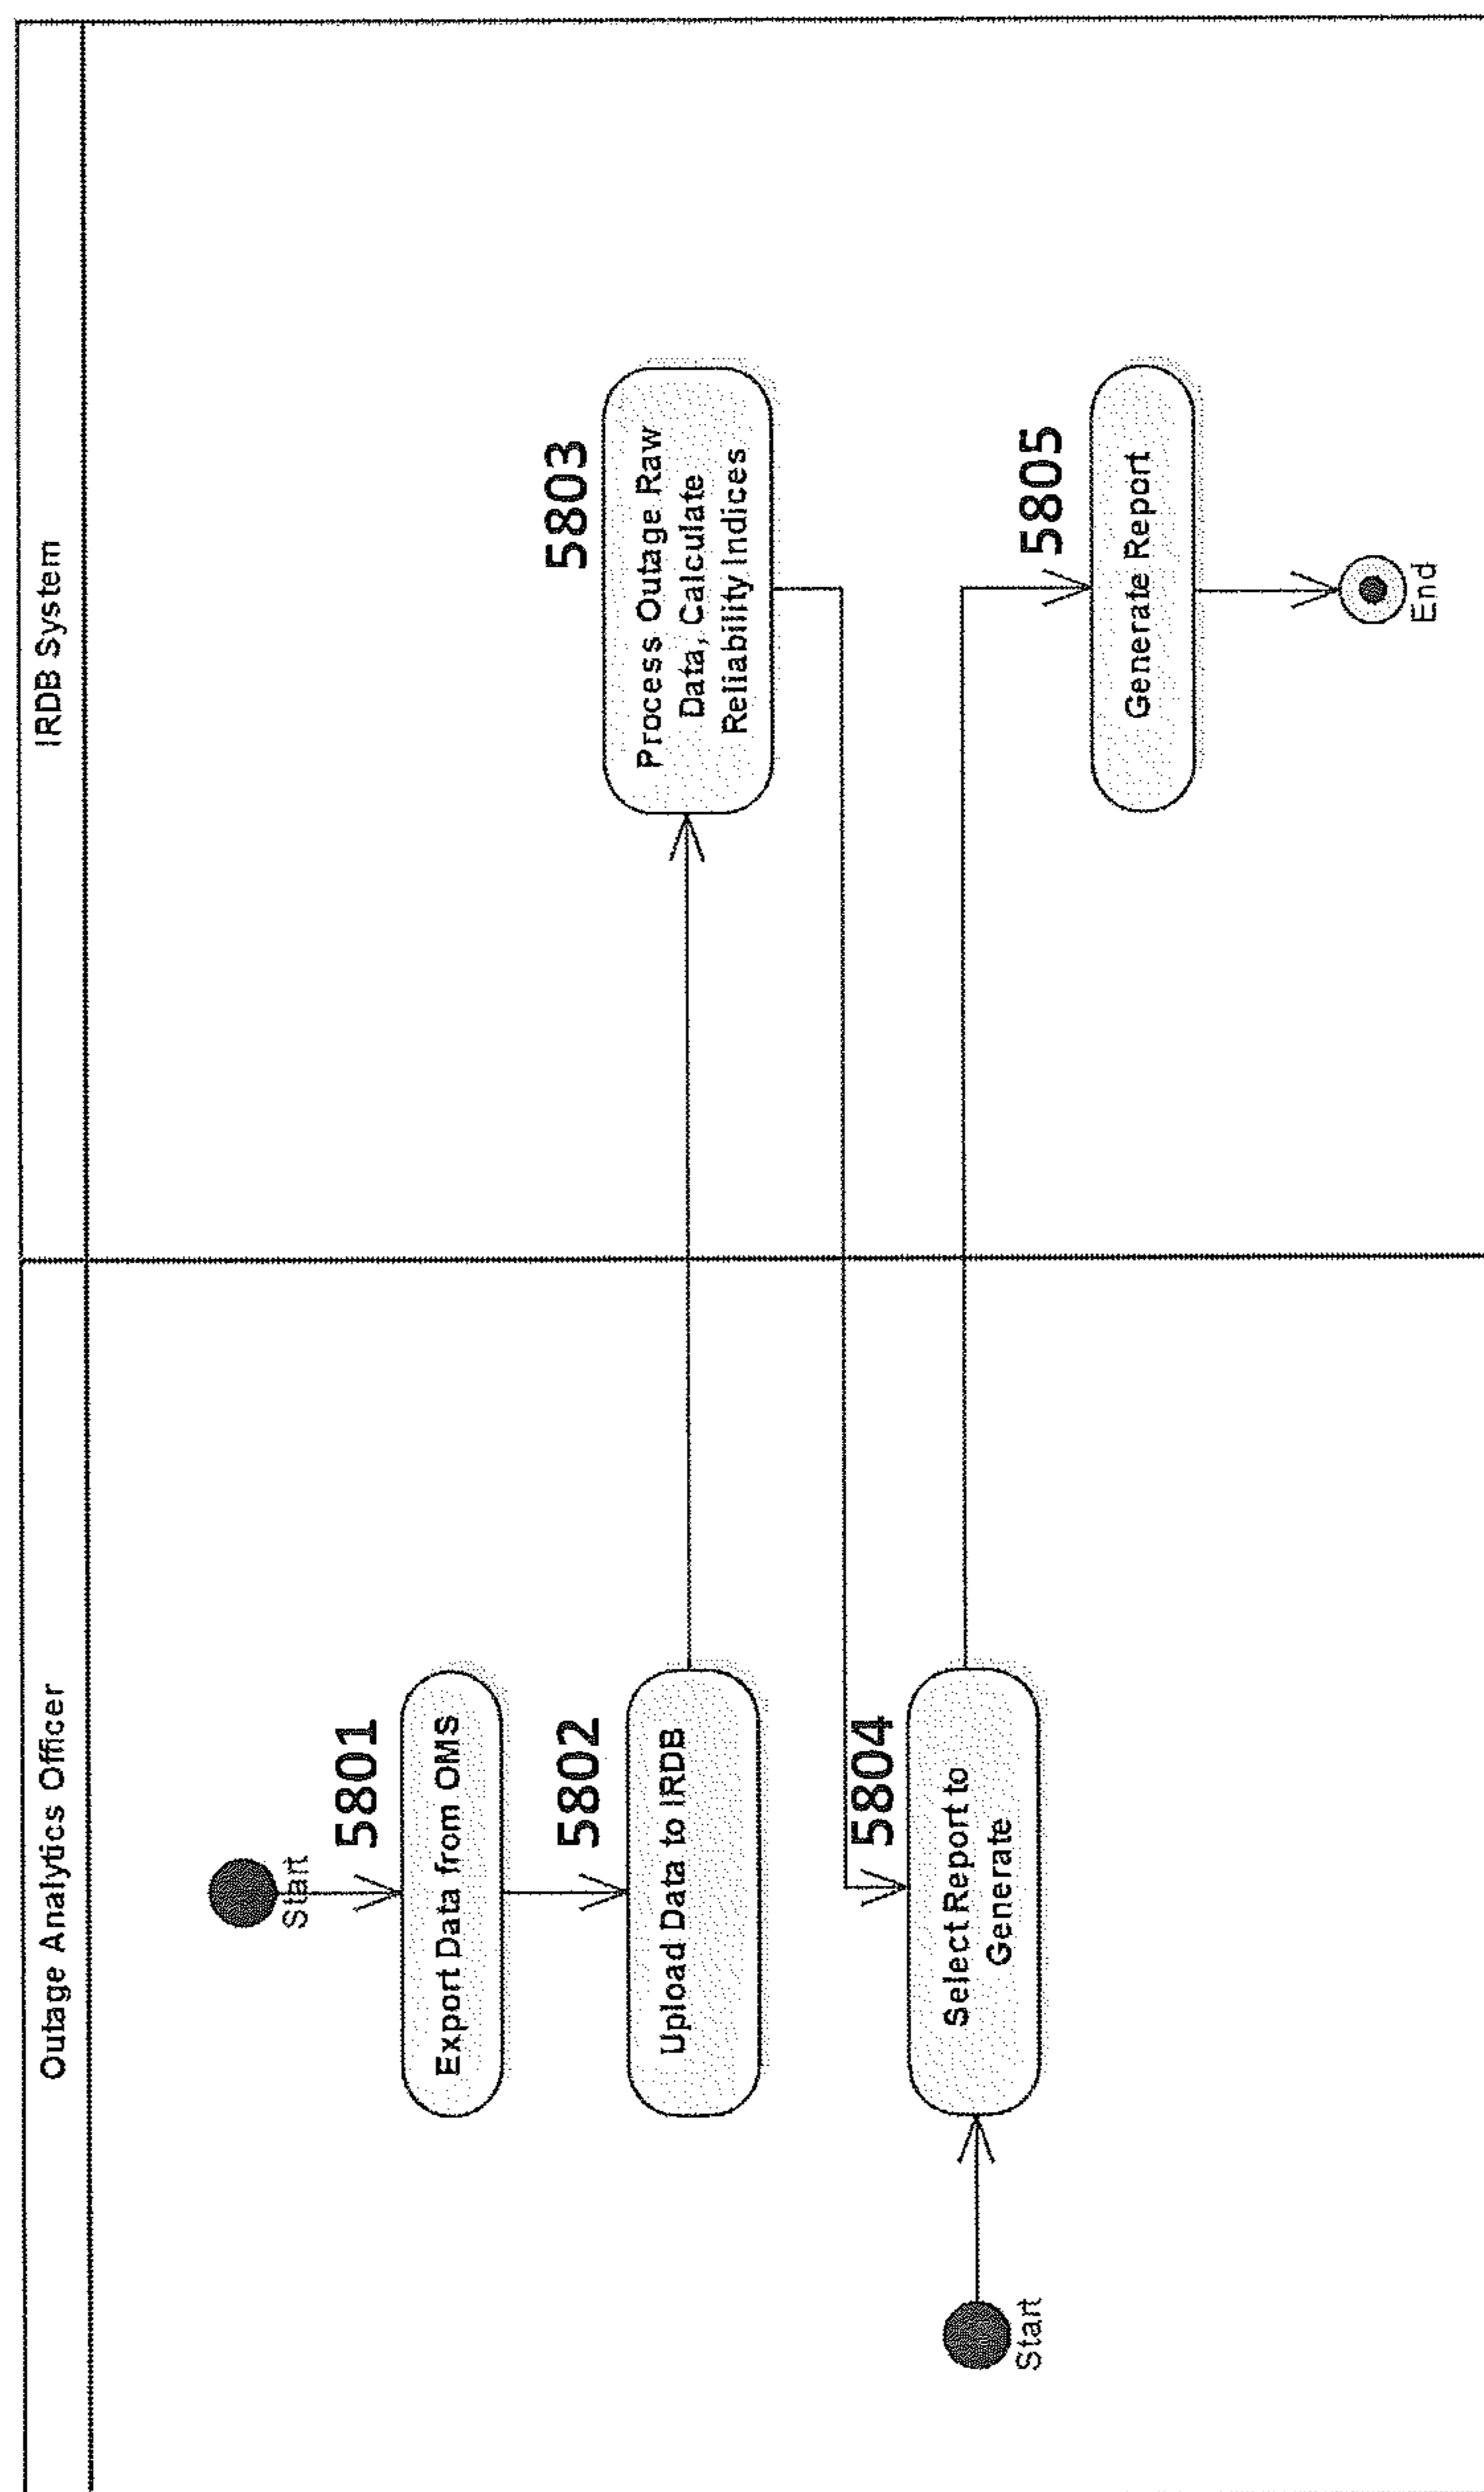 Outage Analytics Officer
IRDB System
Start
5801
Export Data from OMS
5802
Upload Data to IRDB
5803
Process Outage Raw
Data, Calculate
Reliability Indices
5804
Start
Select Report to
Generate
5805
Generate Report
End